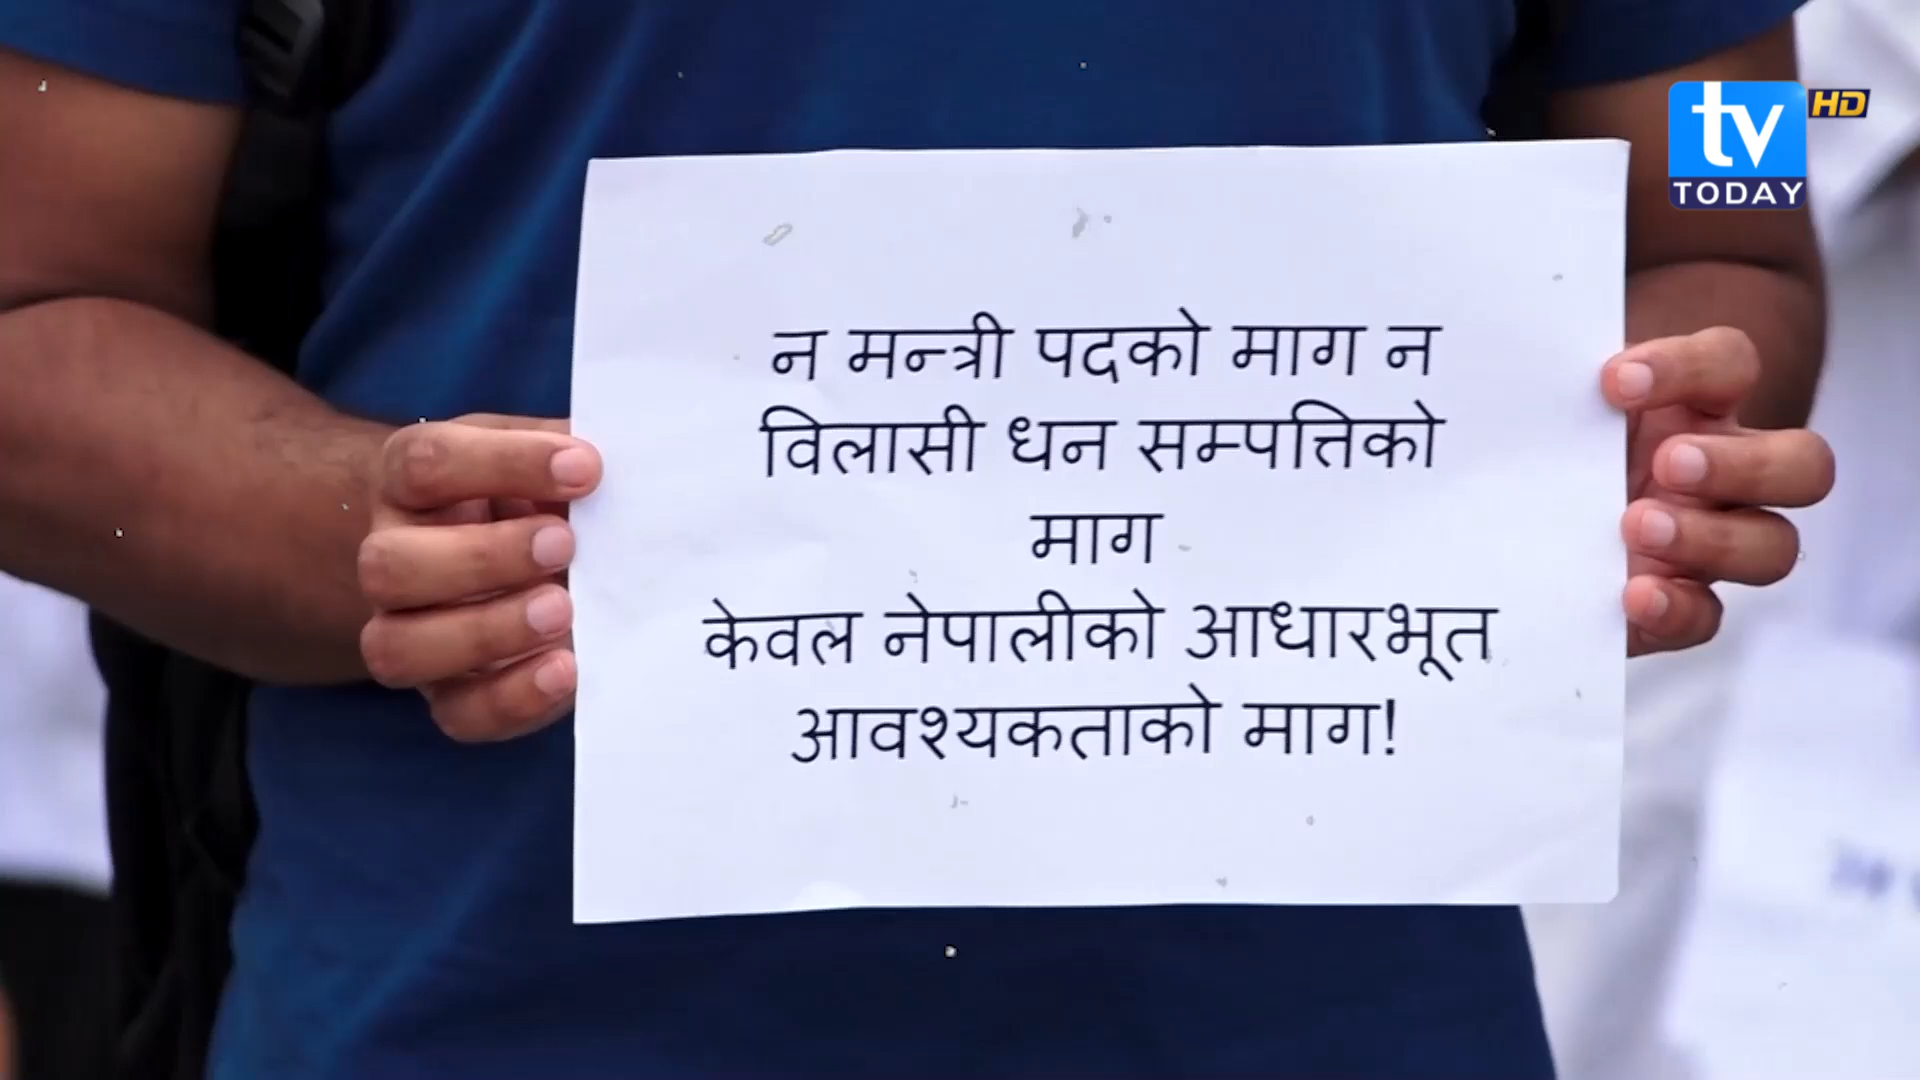 tv HD
TODAY
न मन्त्री पदको माग न
विलासी धन सम्पत्तिको
माग
केवल नेपालीको आधारभूत
आवश्यकताको माग!